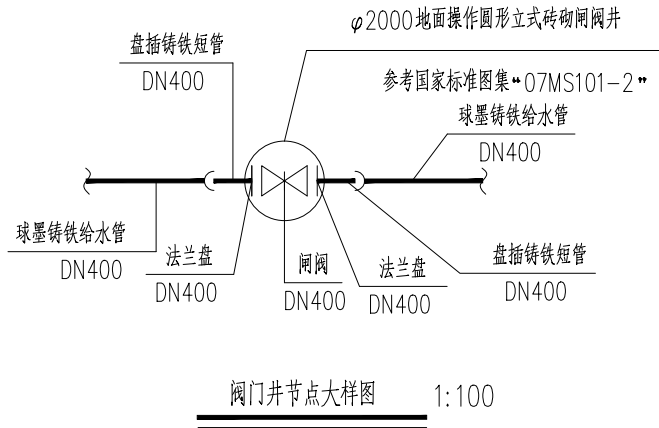 φ2000地面操作圆形立式砖砌闸阀井
盘插铸铁短管
DN400
参考国家标准图集"07MS101-2"
球墨铸铁给水管
DN400
球墨铸铁给水管
DN400
法兰盘
DN400
闸阀
DN400
法兰盘
DN400
盘插铸铁短管
DN400
阀门井节点大样图 1:100